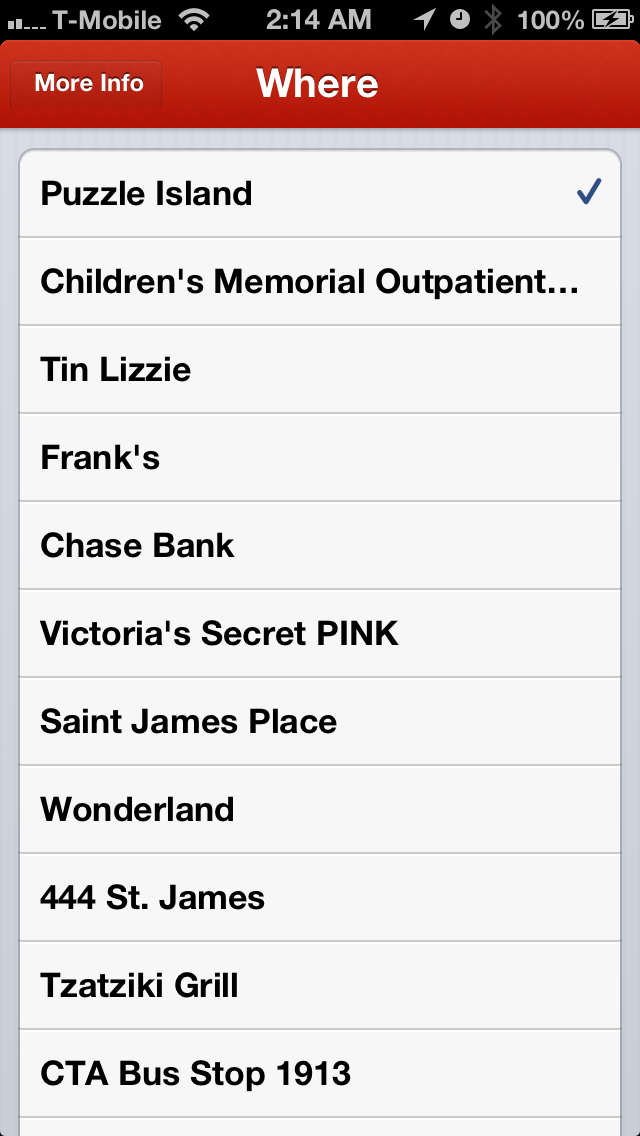 T-Mobile 2:14 AM 100%
More Info Where
Puzzle Island
Children's Memorial Outpatient...
Tin Lizzie
Frank's
Chase Bank
Victoria's Secret PINK
Saint James Place
Wonderland
444 St. James
Tzatziki Grill
CTA Bus Stop 1913